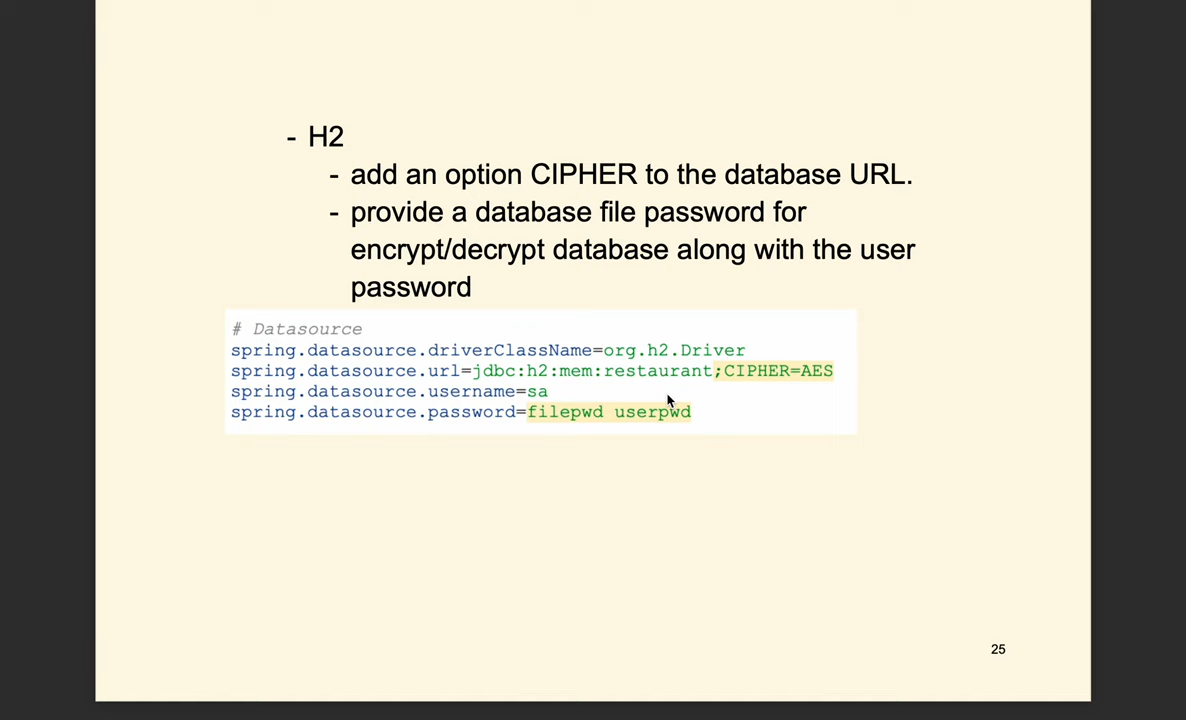 - H2
- add an option CIPHER to the database URL.
- provide a database file password for
encrypt/decrypt database along with the user
password
# Datasource
spring.datasource.driverClassName=org.h2.Driver
spring.datasource.url=jdbc:h2:mem:restaurant;CIPHER=AES
spring.datasource.username=sa
spring.datasource.password=filepwd userpwd
25